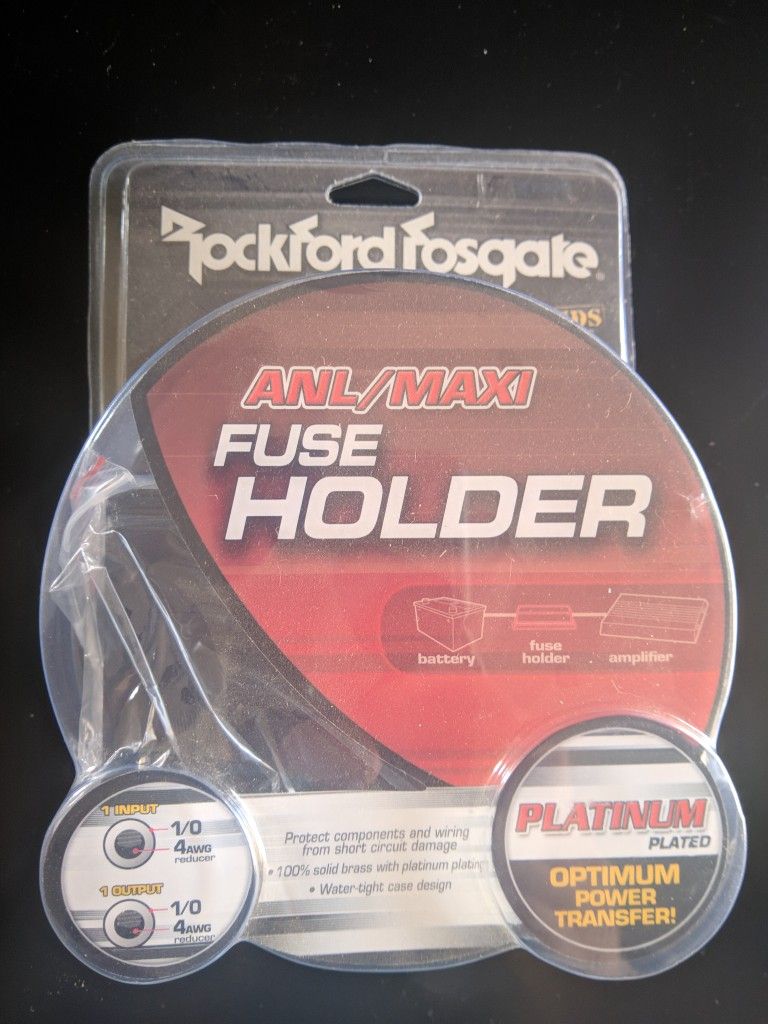 Rockford Fosgate®
ANL/MAXI
FUSE
HOLDER
battery
fuse
holder
amplifier
1 INPUT
1/0
4AWG
reducer
1 OUTPUT
1/0
4AWG
reducer
Protect components and wiring
from short circuit damage
• 100% solid brass with platinum plating
• Water-tight case design
PLATINUM
PLATED
OPTIMUM
POWER
TRANSFER!